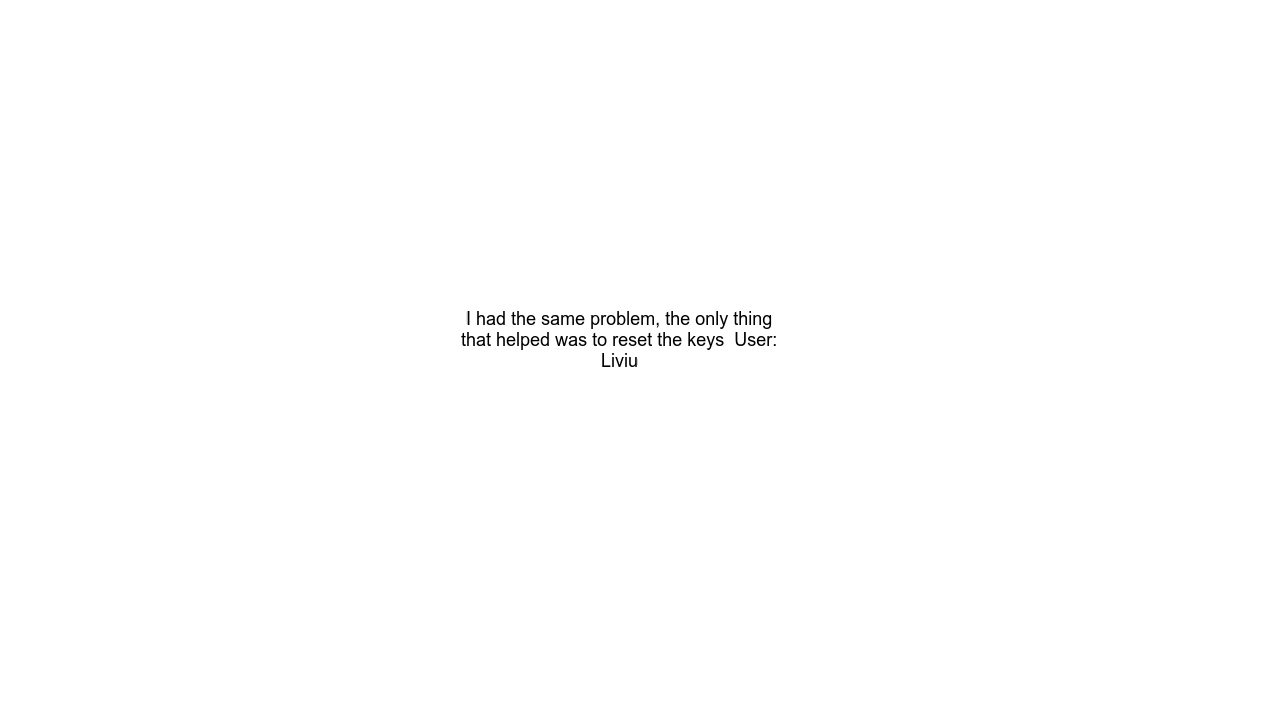 I had the same problem, the only thing
that helped was to reset the keys  User:
Liviu